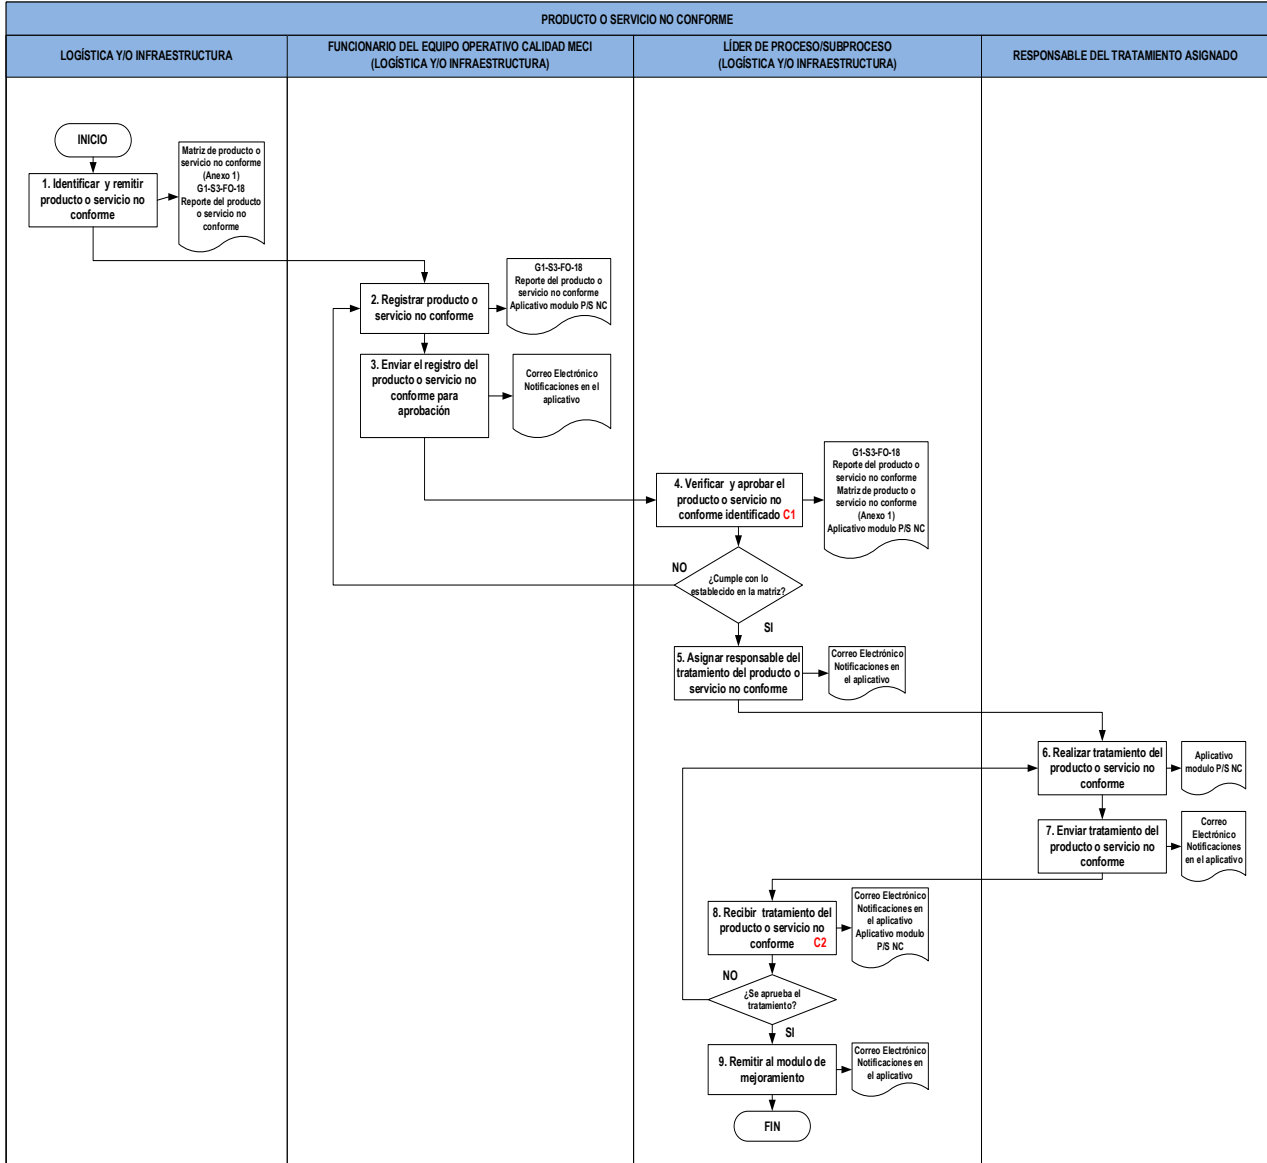 PRODUCTO O SERVICIO NO CONFORME
LOGÍSTICA Y/O INFRAESTRUCTURA
FUNCIONARIO DEL EQUIPO OPERATIVO CALIDAD MECI
(LOGÍSTICA Y/O INFRAESTRUCTURA)
LÍDER DE PROCESO/SUBPROCESO
(LOGÍSTICA Y/O INFRAESTRUCTURA)
RESPONSABLE DEL TRATAMIENTO ASIGNADO
INICIO
1. Identificar y remitir
producto o servicio no
conforme
Matriz de producto o
servicio no conforme
(Anexo 1)
G1-S3-FO-18
Reporte del producto
o servicio no
conforme
2. Registrar producto o
servicio no conforme
G1-S3-FO-18
Reporte del producto o
servicio no conforme
Aplicativo modulo P/S NC
3. Enviar el registro del
producto o servicio no
conforme para
aprobación
Correo Electrónico
Notificaciones en el
aplicativo
4. Verificar y aprobar el
producto o servicio no
conforme identificado C1
G1-S3-FO-18
Reporte del producto o
servicio no conforme
Matriz de producto o
servicio no conforme
(Anexo 1)
Aplicativo modulo P/S NC
NO
¿Cumple con lo
establecido en la matriz?
SI
5. Asignar responsable del
tratamiento del producto o
servicio no conforme
Correo Electrónico
Notificaciones en
el aplicativo
6. Realizar tratamiento del
producto o servicio no
conforme
Aplicativo
modulo P/S NC
7. Enviar tratamiento del
producto o servicio no
conforme
Correo
Electrónico
Notificaciones
en el aplicativo
8. Recibir tratamiento del
producto o servicio no
conforme C2
Correo Electrónico
Notificaciones en
el aplicativo
Aplicativo modulo
P/S NC
NO
¿Se aprueba el
tratamiento?
SI
9. Remitir al modulo de
mejoramiento
Correo Electrónico
Notificaciones en
el aplicativo
FIN